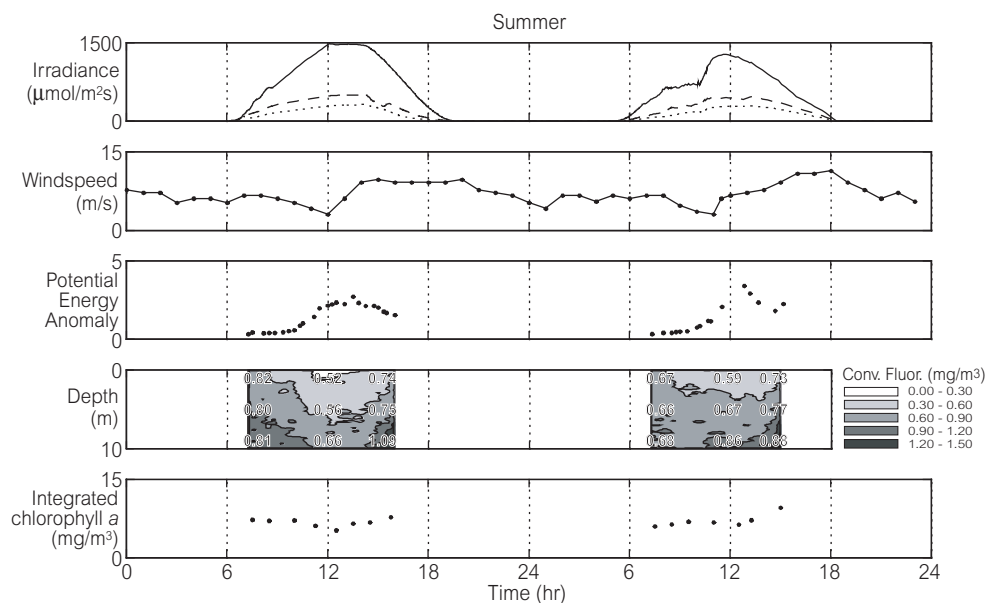 Summer
1500
Irradiance
(µmol/m²s)
0
15
Windspeed
(m/s)
0
5
Potential
Energy
Anomaly
0
0
Depth
(m)
10
0.82 0.52 0.74
0.80 0.56 0.75
0.81 0.66 1.09
0.67 0.59 0.73
0.66 0.67 0.77
0.68 0.86 0.88
Conv. Fluor. (mg/m³)
0.00 - 0.30
0.30 - 0.60
0.60 - 0.90
0.90 - 1.20
1.20 - 1.50
15
Integrated
chlorophyll a
(mg/m³)
0
0 6 12 18 24 6 12 18 24
Time (hr)